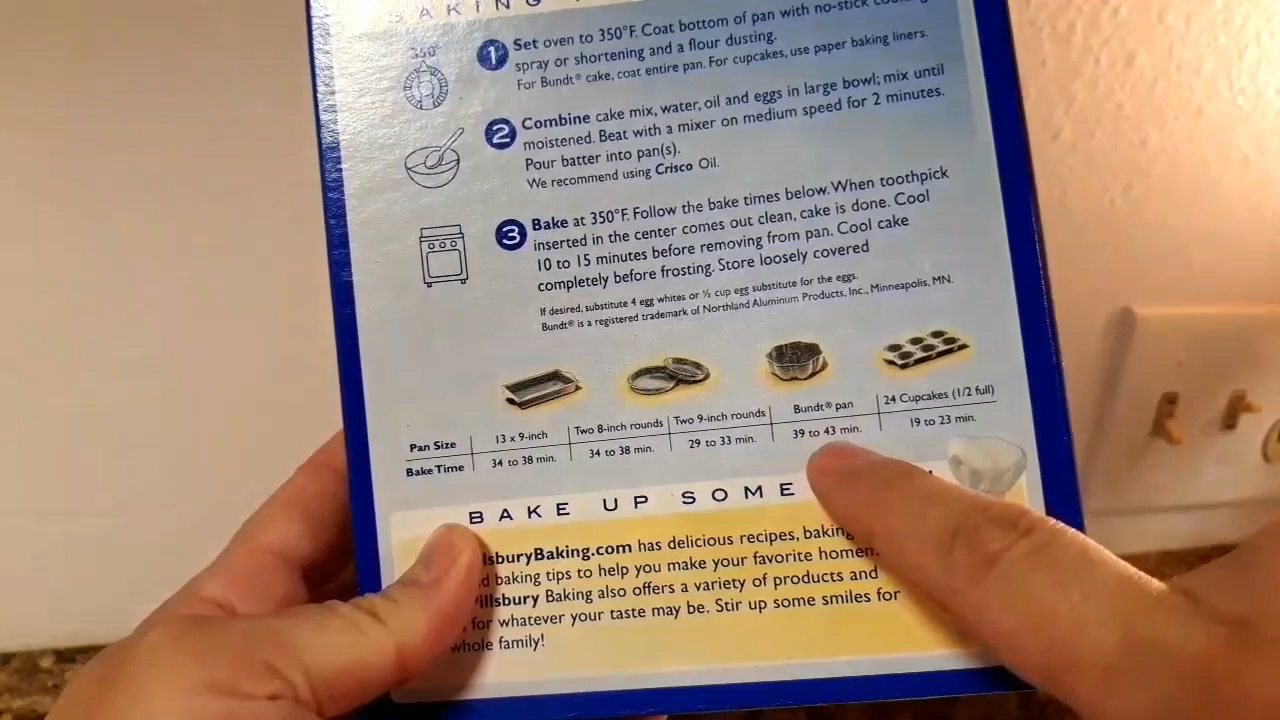 BAKING
350°
1 Set oven to 350°F. Coat bottom of pan with no-stick
spray or shortening and a flour dusting.
For Bundt® cake, coat entire pan. For cupcakes, use paper baking liners.
2 Combine cake mix, water, oil and eggs in large bowl; mix until
moistened. Beat with a mixer on medium speed for 2 minutes.
Pour batter into pan(s).
We recommend using Crisco Oil.
3 Bake at 350°F. Follow the bake times below. When toothpick
inserted in the center comes out clean, cake is done. Cool
10 to 15 minutes before removing from pan. Cool cake
completely before frosting. Store loosely covered
If desired, substitute 4 egg whites or ½ cup egg substitute for the eggs.
Bundt® is a registered trademark of Northland Aluminum Products, Inc., Minneapolis, MN.
Pan Size 13 x 9-inch Two 8-inch rounds Two 9-inch rounds Bundt® pan 24 Cupcakes (1/2 full)
Bake Time 34 to 38 min. 34 to 38 min. 29 to 33 min. 39 to 43 min. 19 to 23 min.
BAKE UP SOME
lsburyBaking.com has delicious recipes, baking
baking tips to help you make your favorite homem
illsbury Baking also offers a variety of products and
for whatever your taste may be. Stir up some smiles for
whole family!